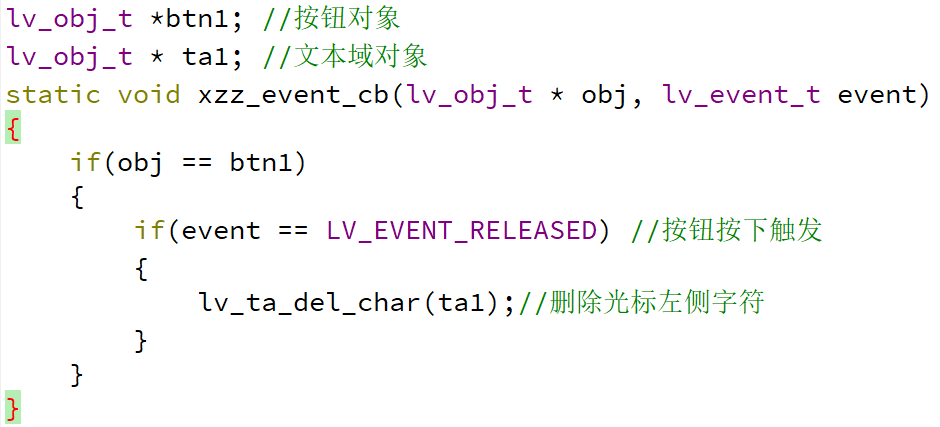 lv_obj_t *btn1; //按钮对象
lv_obj_t * ta1; //文本域对象
static void xzz_event_cb(lv_obj_t * obj, lv_event_t event)
{
    if(obj == btn1)
    {
        if(event == LV_EVENT_RELEASED) //按钮按下触发
        {
            lv_ta_del_char(ta1);//删除光标左侧字符
        }
    }
}